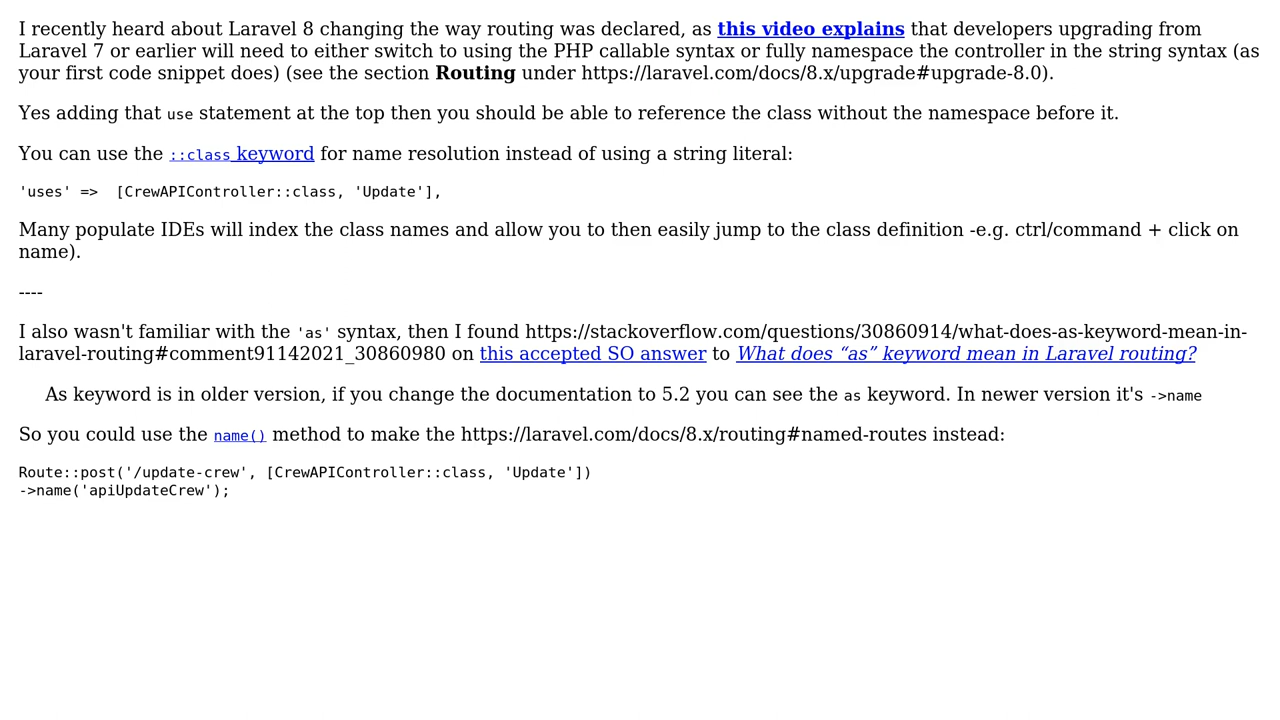 I recently heard about Laravel 8 changing the way routing was declared, as this video explains that developers upgrading from
Laravel 7 or earlier will need to either switch to using the PHP callable syntax or fully namespace the controller in the string syntax (as
your first code snippet does) (see the section Routing under https://laravel.com/docs/8.x/upgrade#upgrade-8.0).
Yes adding that use statement at the top then you should be able to reference the class without the namespace before it.
You can use the ::class keyword for name resolution instead of using a string literal:
'uses' =>  [CrewAPIController::class, 'Update'],
Many populate IDEs will index the class names and allow you to then easily jump to the class definition -e.g. ctrl/command + click on
name).
----
I also wasn't familiar with the 'as' syntax, then I found https://stackoverflow.com/questions/30860914/what-does-as-keyword-mean-in-
laravel-routing#comment91142021_30860980 on this accepted SO answer to What does “as” keyword mean in Laravel routing?
As keyword is in older version, if you change the documentation to 5.2 you can see the as keyword. In newer version it's ->name
So you could use the name() method to make the https://laravel.com/docs/8.x/routing#named-routes instead:
Route::post('/update-crew', [CrewAPIController::class, 'Update'])
->name('apiUpdateCrew');